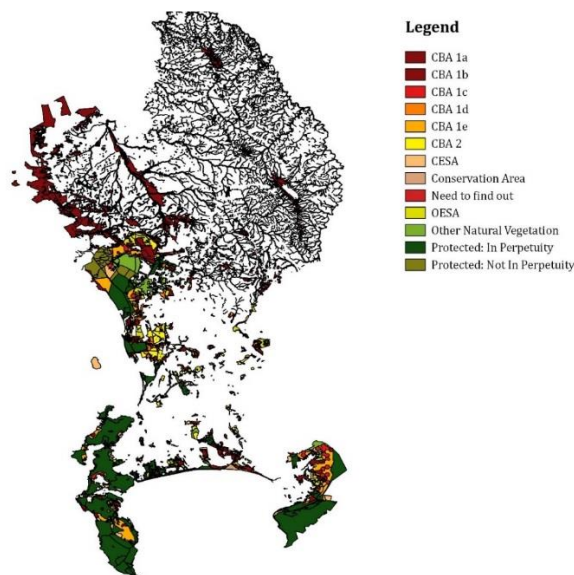 Legend
CBA 1a
CBA 1b
CBA 1c
CBA 1d
CBA 1e
CBA 2
CESA
Conservation Area
Need to find out
OESA
Other Natural Vegetation
Protected: In Perpetuity
Protected: Not In Perpetuity